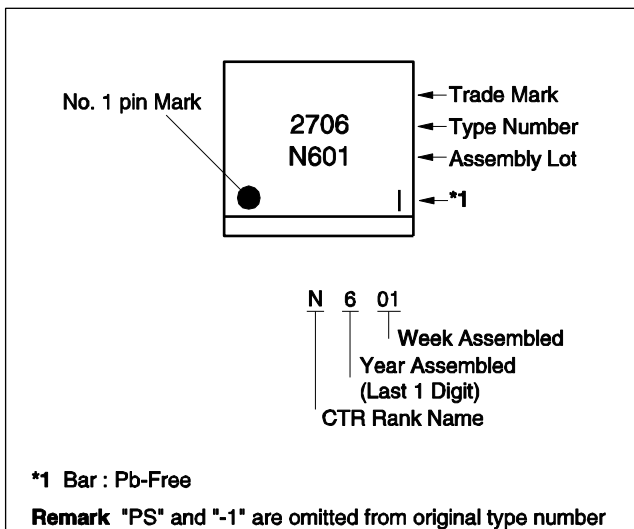 No. 1 pin Mark
2706
N601
Trade Mark
Type Number
Assembly Lot
*1
N 6 01
Week Assembled
Year Assembled
(Last 1 Digit)
CTR Rank Name
*1 Bar : Pb-Free
Remark "PS" and "-1" are omitted from original type number